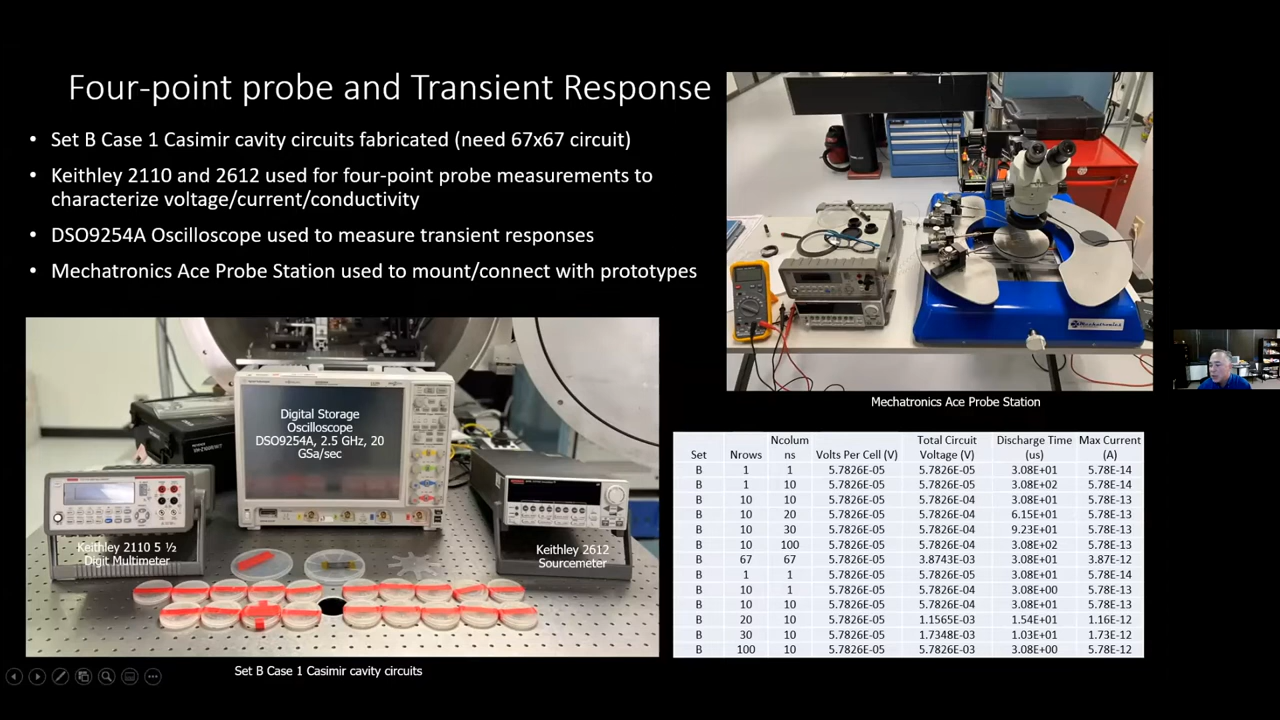 Four-point probe and Transient Response
• Set B Case 1 Casimir cavity circuits fabricated (need 67x67 circuit)
• Keithley 2110 and 2612 used for four-point probe measurements to
characterize voltage/current/conductivity
• DSO9254A Oscilloscope used to measure transient responses
• Mechatronics Ace Probe Station used to mount/connect with prototypes
Mechatronics
Mechatronics Ace Probe Station
Digital Storage
Oscilloscope
DSO9254A, 2.5 GHz, 20
GSa/sec
Keithley 2110 5 ½
Digit Multimeter
Keithley 2612
Sourcemeter
Set B Case 1 Casimir cavity circuits
Ncolum Total Circuit Discharge Time Max Current
Set Nrows ns Volts Per Cell (V) Voltage (V) (us) (A)
B 1 1 5.7826E-05 5.7826E-05 3.08E+01 5.78E-14
B 1 10 5.7826E-05 5.7826E-05 3.08E+02 5.78E-14
B 10 10 5.7826E-05 5.7826E-04 3.08E+01 5.78E-13
B 10 20 5.7826E-05 5.7826E-04 6.15E+01 5.78E-13
B 10 30 5.7826E-05 5.7826E-04 9.23E+01 5.78E-13
B 10 100 5.7826E-05 5.7826E-04 3.08E+02 5.78E-13
B 67 67 5.7826E-05 3.8743E-03 3.08E+01 3.87E-12
B 1 1 5.7826E-05 5.7826E-05 3.08E+01 5.78E-14
B 10 1 5.7826E-05 5.7826E-04 3.08E+00 5.78E-13
B 10 10 5.7826E-05 5.7826E-04 3.08E+01 5.78E-13
B 20 10 5.7826E-05 1.1565E-03 1.54E+01 1.16E-12
B 30 10 5.7826E-05 1.7348E-03 1.03E+01 1.73E-12
B 100 10 5.7826E-05 5.7826E-03 3.08E+00 5.78E-12